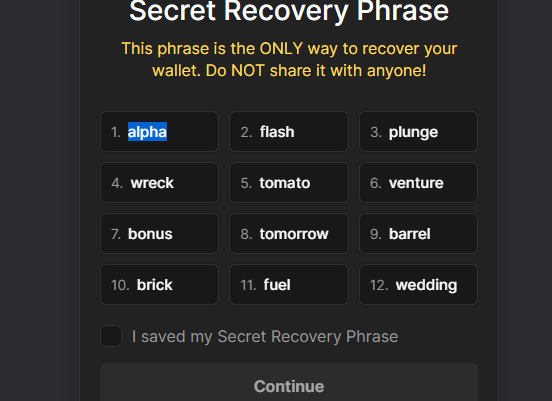 Secret Recovery Phrase
This phrase is the ONLY way to recover your
wallet. Do NOT share it with anyone!
1. alpha 2. flash 3. plunge
4. wreck 5. tomato 6. venture
7. bonus 8. tomorrow 9. barrel
10. brick 11. fuel 12. wedding
I saved my Secret Recovery Phrase
Continue